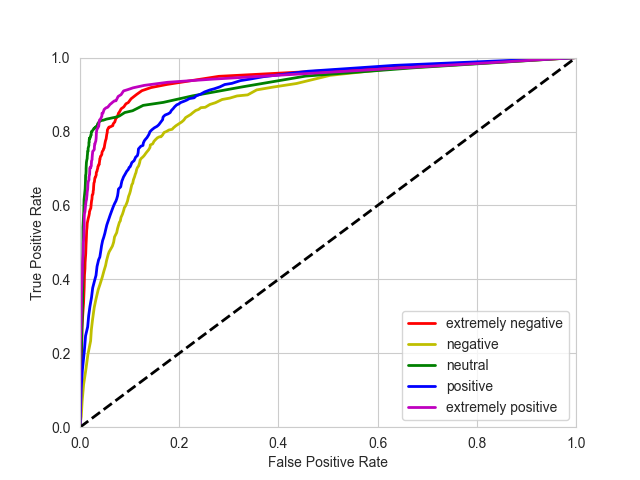 1.0
0.8
0.6
0.4
0.2
0.0
True Positive Rate
0.0 0.2 0.4 0.6 0.8 1.0
False Positive Rate
extremely negative
negative
neutral
positive
extremely positive